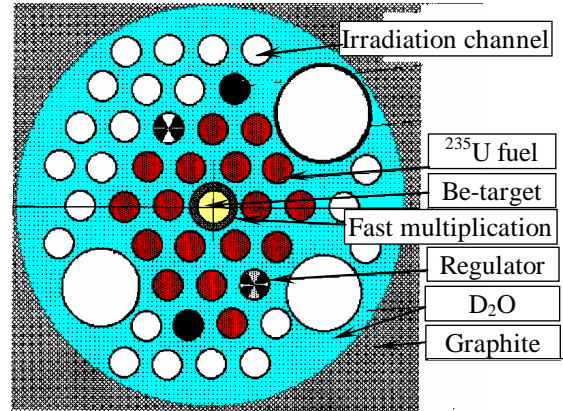 Irradiation channel
²³⁵U fuel
Be-target
Fast multiplication
Regulator
D₂O
Graphite